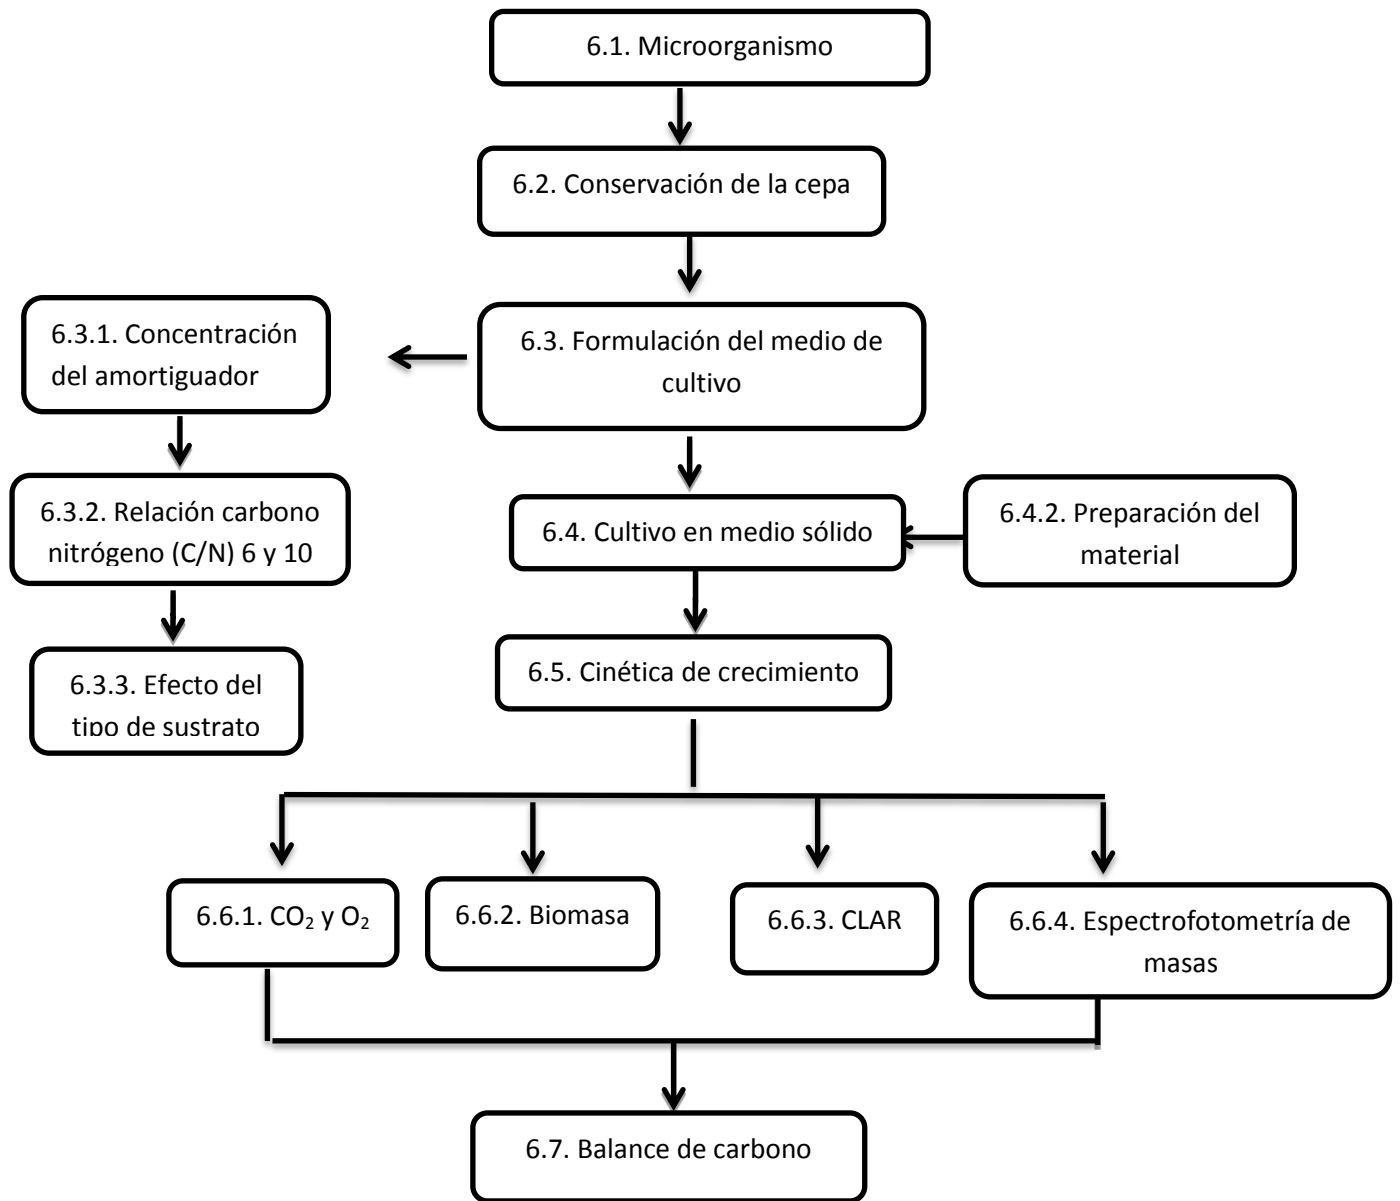 6.1. Microorganismo
6.2. Conservación de la cepa
6.3. Formulación del medio de
cultivo
6.3.1. Concentración
del amortiguador
6.3.2. Relación carbono
nitrógeno (C/N) 6 y 10
6.3.3. Efecto del
tipo de sustrato
6.4. Cultivo en medio sólido
6.4.2. Preparación del
material
6.5. Cinética de crecimiento
6.6.1. CO₂ y O₂
6.6.2. Biomasa
6.6.3. CLAR
6.6.4. Espectrofotometría de
masas
6.7. Balance de carbono